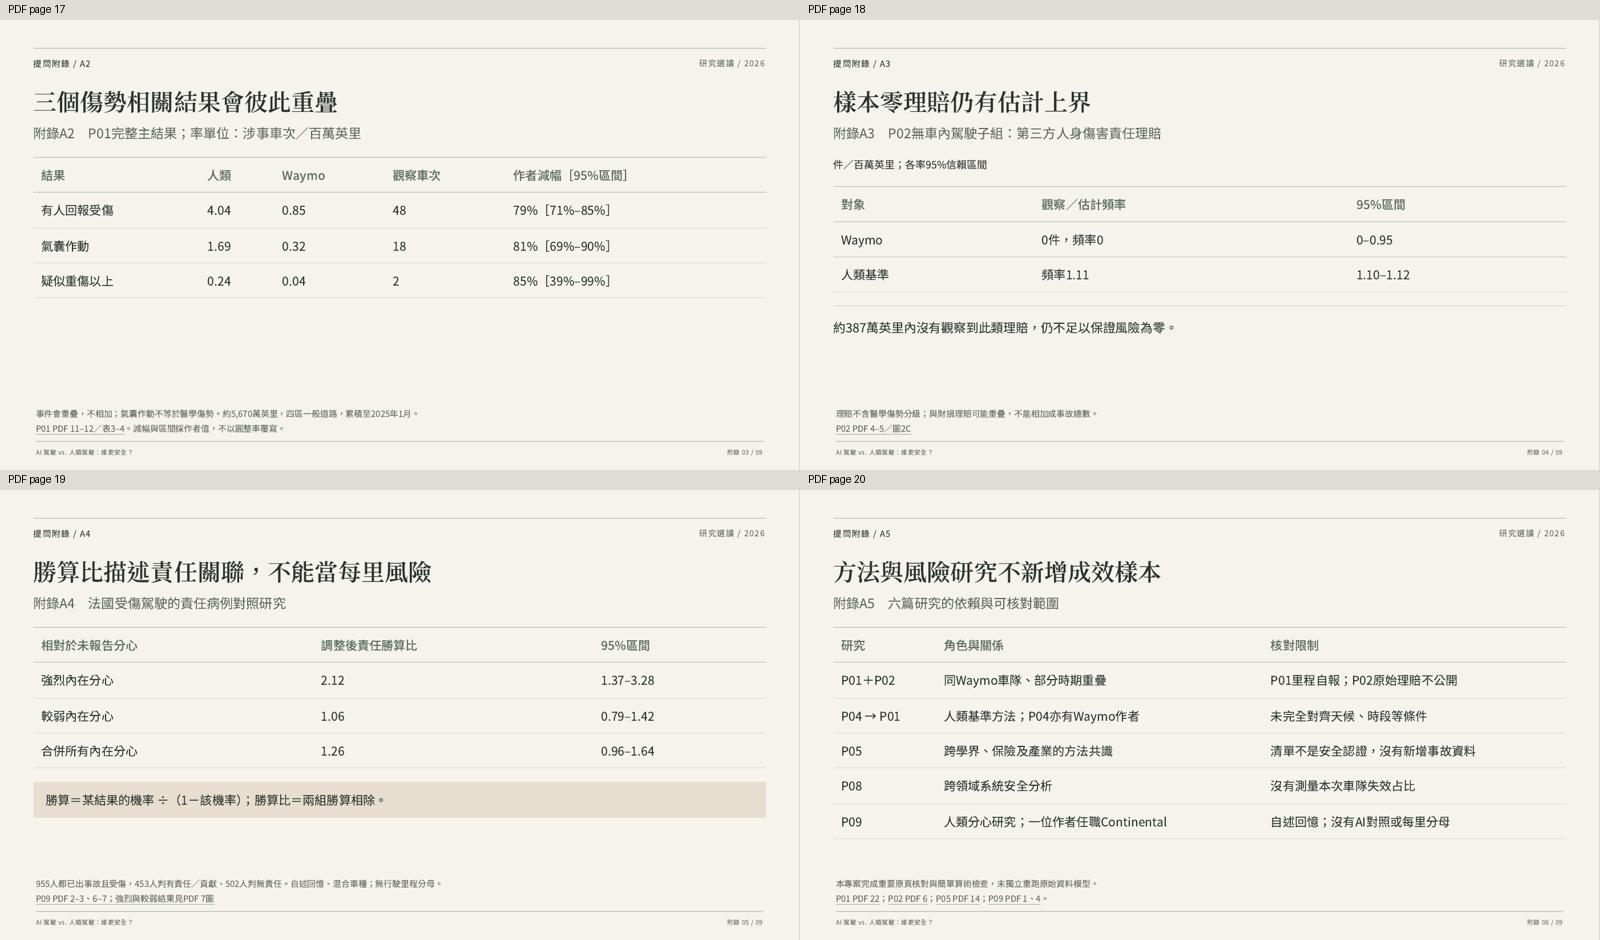 PDF page 17
提問附錄 / A2
研究選讀 / 2026
三個傷勢相關結果會彼此重疊
附錄A2　P01完整主結果；率單位：涉事車次／百萬英里
結果 人類 Waymo 觀察車次 作者減幅［95%區間］
有人回報受傷 4.04 0.85 48 79%［71%–85%］
氣囊作動 1.69 0.32 18 81%［69%–90%］
疑似重傷以上 0.24 0.04 2 85%［39%–99%］
事件會重疊，不相加；氣囊作動不等於醫學傷勢。約5,670萬英里，四區一般道路，累積至2025年1月。
P01 PDF 11–12／表3–4。減幅與區間採作者值，不以圓整率覆寫。
AI 駕駛 vs. 人類駕駛：誰更安全？
附錄 03 / 09
PDF page 18
提問附錄 / A3
研究選讀 / 2026
樣本零理賠仍有估計上界
附錄A3　P02無車內駕駛子組：第三方人身傷害責任理賠
件／百萬英里；各率95%信賴區間
對象 觀察／估計頻率 95%區間
Waymo 0件，頻率0 0–0.95
人類基準 頻率1.11 1.10–1.12
約387萬英里內沒有觀察到此類理賠，仍不足以保證風險為零。
理賠不含醫學傷勢分級；與財損理賠可能重疊，不能相加成事故總數。
P02 PDF 4–5／圖2C
AI 駕駛 vs. 人類駕駛：誰更安全？
附錄 04 / 09
PDF page 19
提問附錄 / A4
研究選讀 / 2026
勝算比描述責任關聯，不能當每里風險
附錄A4　法國受傷駕駛的責任病例對照研究
相對於未報告分心 調整後責任勝算比 95%區間
強烈內在分心 2.12 1.37–3.28
較弱內在分心 1.06 0.79–1.42
合併所有內在分心 1.26 0.96–1.64
勝算＝某結果的機率 ÷（1－該機率）；勝算比＝兩組勝算相除。
955人都已出事故且受傷，453人判有責任／貢獻、502人判無責任。自述回憶、混合車種；無行駛里程分母。
P09 PDF 2–3、6–7；強烈與較弱結果見PDF 7圖
AI 駕駛 vs. 人類駕駛：誰更安全？
附錄 05 / 09
PDF page 20
提問附錄 / A5
研究選讀 / 2026
方法與風險研究不新增成效樣本
附錄A5　六篇研究的依賴與可核對範圍
研究 角色與關係 核對限制
P01＋P02 同Waymo車隊、部分時期重疊 P01里程自報；P02原始理賠不公開
P04 → P01 人類基準方法；P04亦有Waymo作者 未完全對齊天候、時段等條件
P05 跨學界、保險及產業的方法共識 清單不是安全認證，沒有新增事故資料
P08 跨領域系統安全分析 沒有測量本次車隊失效占比
P09 人類分心研究；一位作者任職Continental 自述回憶；沒有AI對照或每里分母
本專案完成重要原頁核對與簡單算術檢查，未獨立重跑原始資料模型。
P01 PDF 22；P02 PDF 6；P05 PDF 14；P09 PDF 1、4。
AI 駕駛 vs. 人類駕駛：誰更安全？
附錄 06 / 09